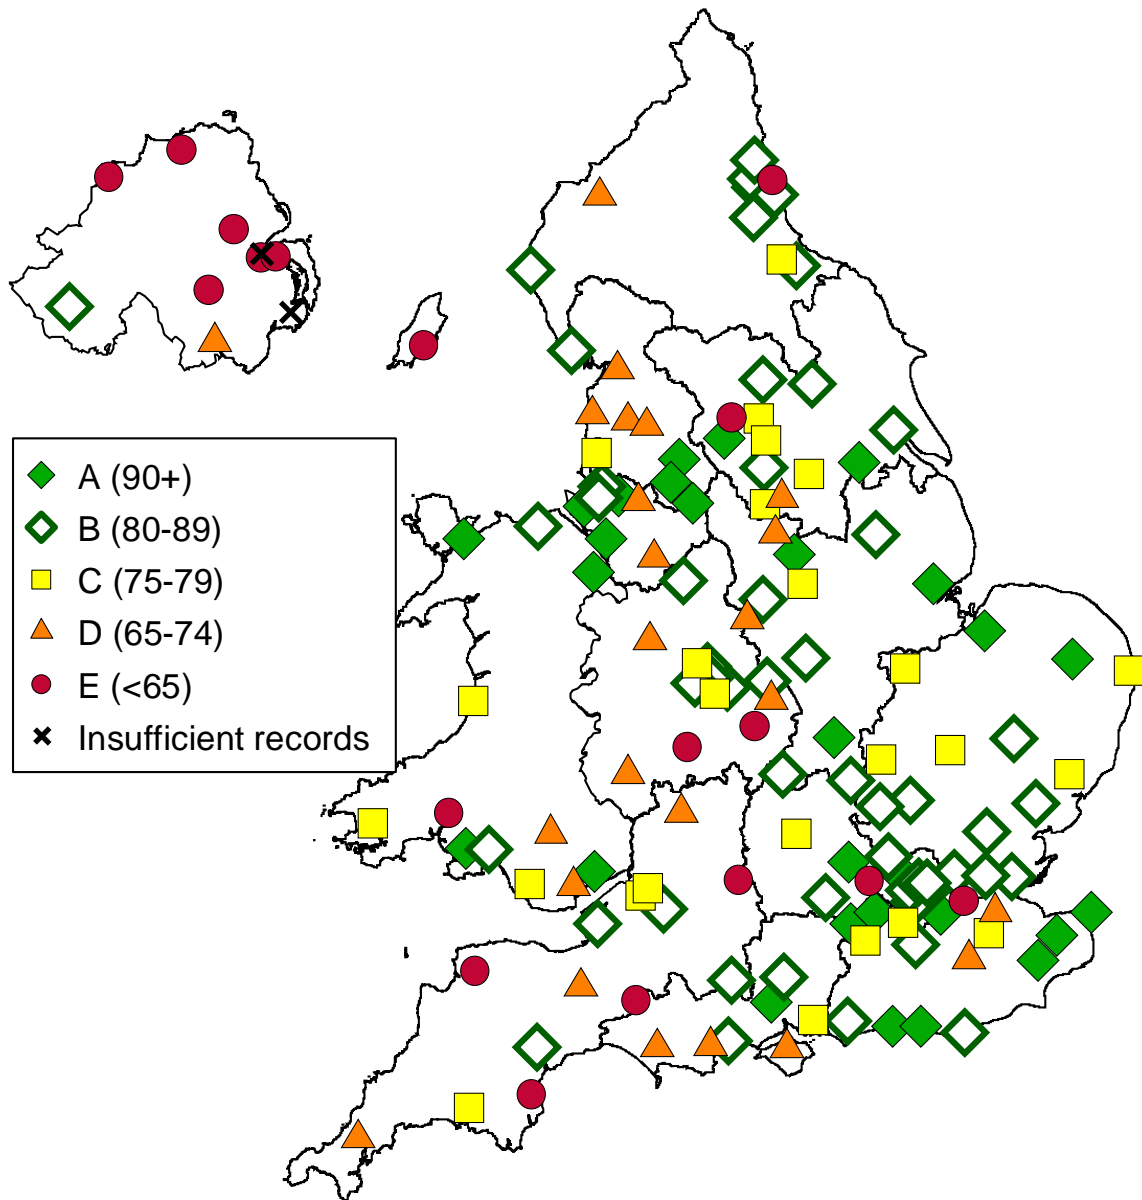 A (90+)
B (80-89)
C (75-79)
D (65-74)
E (<65)
Insufficient records